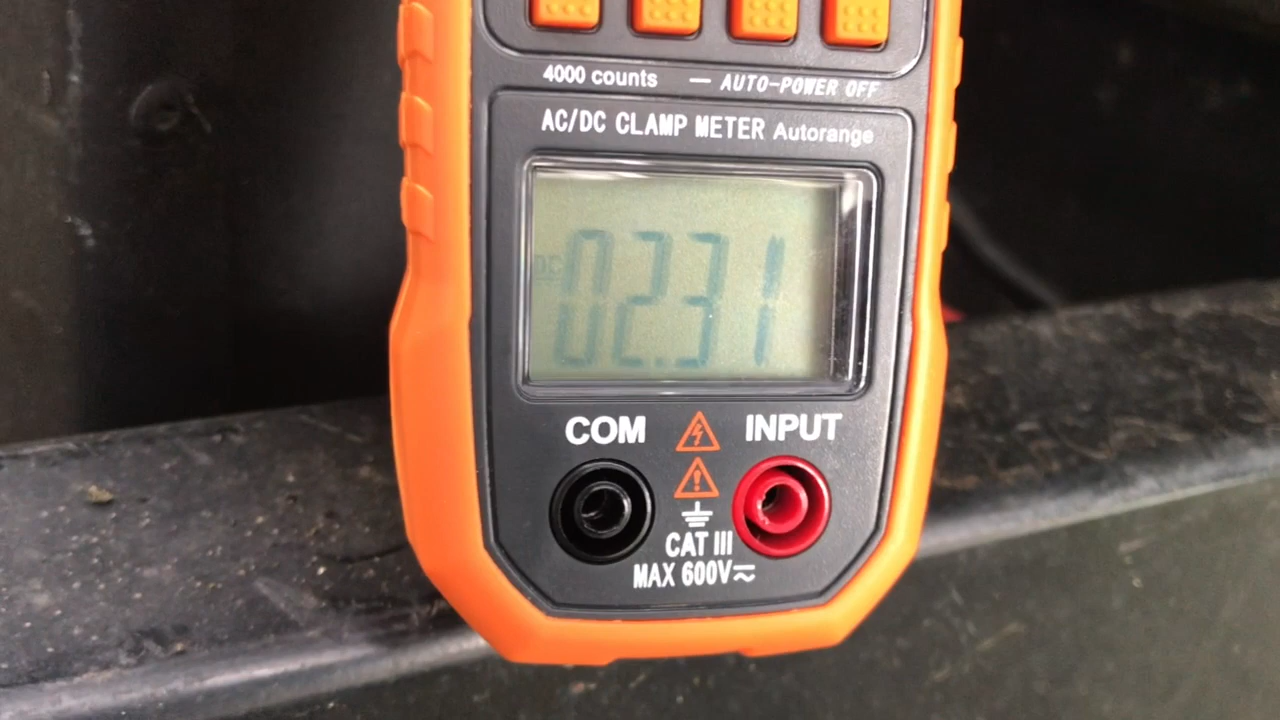 4000 counts — AUTO-POWER OFF
AC/DC CLAMP METER Autorange
DC 02.31
COM INPUT
CAT III
MAX 600V⎓~